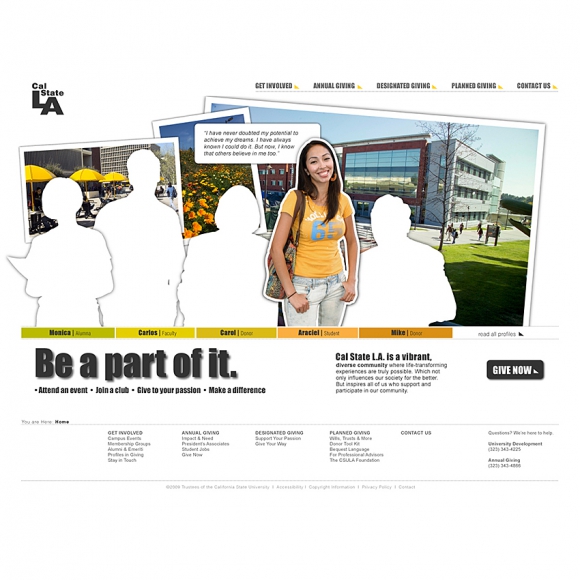 Cal
State
LA
GET INVOLVED ANNUAL GIVING DESIGNATED GIVING PLANNED GIVING CONTACT US
"I have never doubted my potential to
achieve my dreams. I have always
known I could do it. But now, I know
that others believe in me too."
Monica | Alumna Carlos | Faculty Carol | Donor Araciel | Student Mike | Donor read all profiles
Be a part of it.
• Attend an event • Join a club • Give to your passion • Make a difference
Cal State L.A. is a vibrant,
diverse community where life-transforming
experiences are truly possible. Which not
only influences our society for the better.
But inspires all of us who support and
participate in our community.
GIVE NOW
You are Here: Home
GET INVOLVED
Campus Events
Membership Groups
Alumni & Emeriti
Profiles in Giving
Stay in Touch
ANNUAL GIVING
Impact & Need
President's Associates
Student Jobs
Give Now
DESIGNATED GIVING
Support Your Passion
Give Your Way
PLANNED GIVING
Wills, Trusts & More
Donor Tool Kit
Bequest Language
For Professional Advisors
The CSULA Foundation
CONTACT US
Questions? We're here to help.
University Development
(323) 343-4225
Annual Giving
(323) 343-4866
Trustees of the California State University | Accessibility | Copyright Information | Privacy Policy | Contact